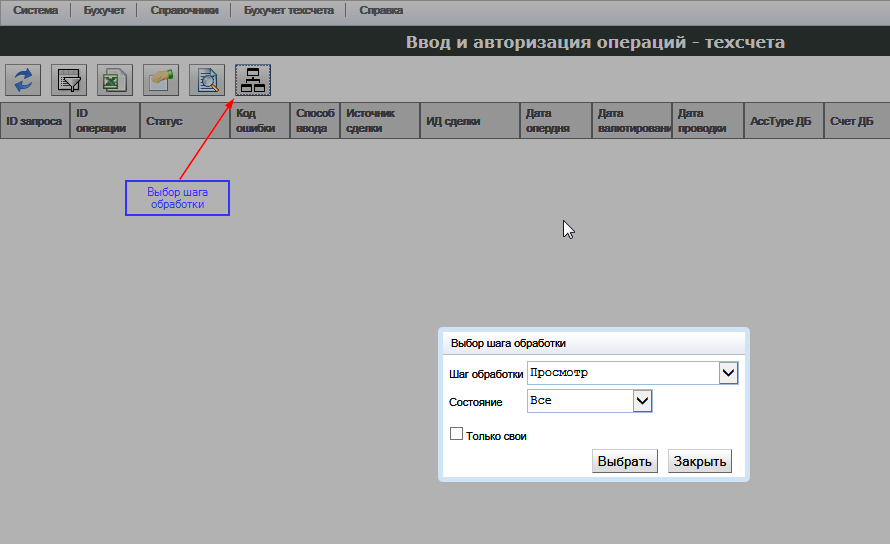 Система Бухучет Справочники Бухучет техсчета Справка
Ввод и авторизация операций - техсчета
ID запроса ID операции Статус Код ошибки Способ ввода Источник сделки ИД сделки Дата опердня Дата валютировани Дата проводки AccType ДБ Счет ДБ
Выбор шага
обработки
Выбор шага обработки
Шаг обработки Просмотр
Состояние Все
Только свои
Выбрать Закрыть